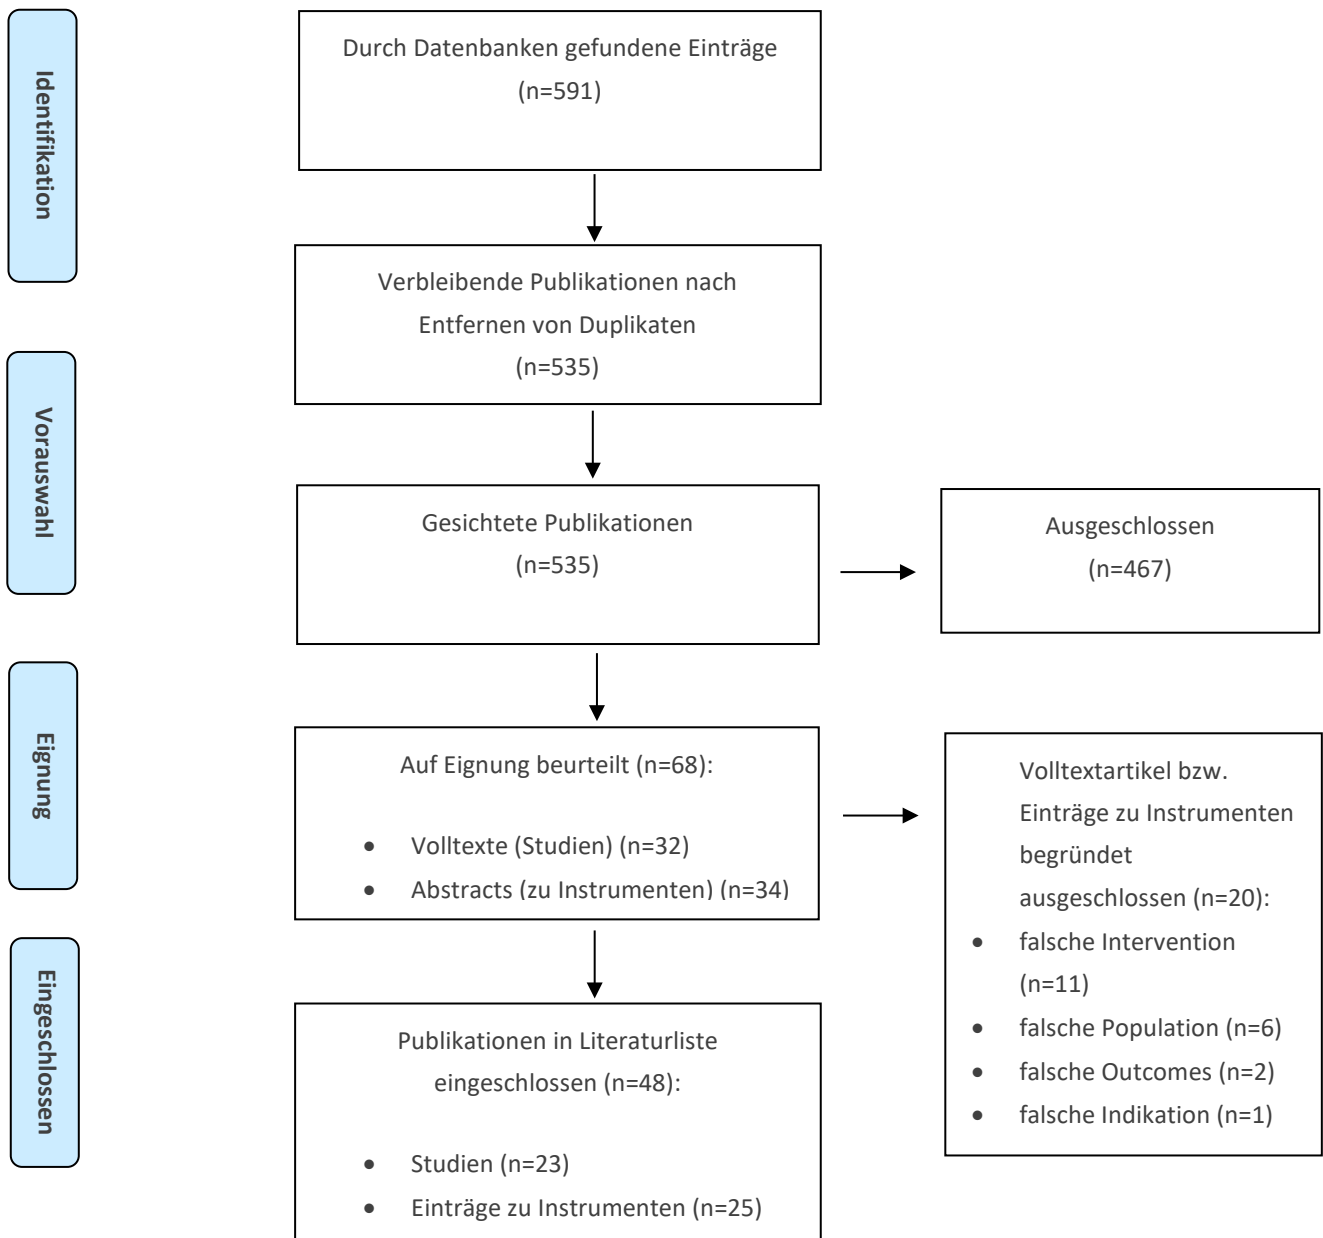 Identifikation
Durch Datenbanken gefundene Einträge
(n=591)
Verbleibende Publikationen nach
Entfernen von Duplikaten
(n=535)
Vorauswahl
Gesichtete Publikationen
(n=535)
Ausgeschlossen
(n=467)
Eignung
Auf Eignung beurteilt (n=68):
• Volltexte (Studien) (n=32)
• Abstracts (zu Instrumenten) (n=34)
Volltextartikel bzw.
Einträge zu Instrumenten
begründet
ausgeschlossen (n=20):
• falsche Intervention
(n=11)
• falsche Population (n=6)
• falsche Outcomes (n=2)
• falsche Indikation (n=1)
Eingeschlossen
Publikationen in Literaturliste
eingeschlossen (n=48):
• Studien (n=23)
• Einträge zu Instrumenten (n=25)